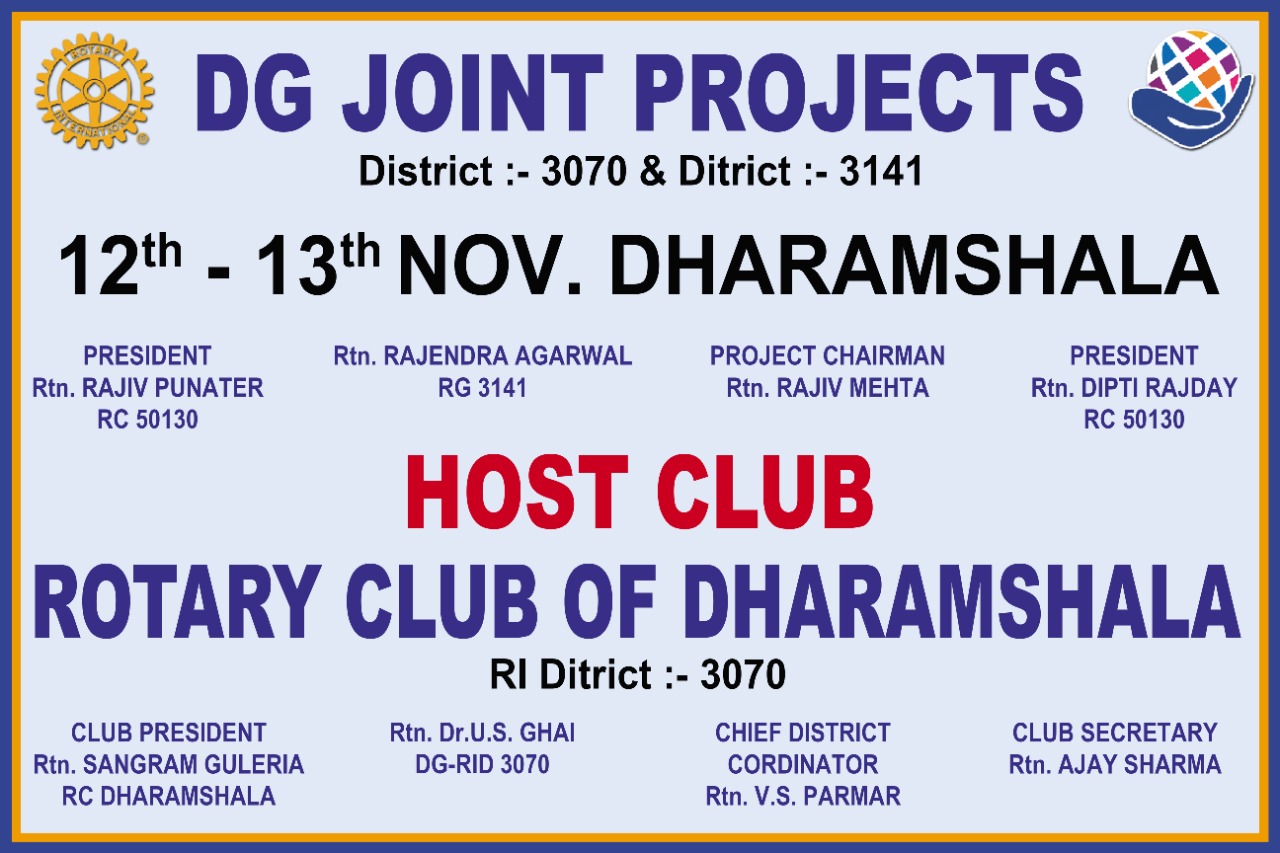 ROTARY
INTERNATIONAL
DG JOINT PROJECTS
District :- 3070 & Ditrict :- 3141
12th - 13th NOV. DHARAMSHALA
PRESIDENT
Rtn. RAJIV PUNATER
RC 50130
Rtn. RAJENDRA AGARWAL
RG 3141
PROJECT CHAIRMAN
Rtn. RAJIV MEHTA
PRESIDENT
Rtn. DIPTI RAJDAY
RC 50130
HOST CLUB
ROTARY CLUB OF DHARAMSHALA
RI Ditrict :- 3070
CLUB PRESIDENT
Rtn. SANGRAM GULERIA
RC DHARAMSHALA
Rtn. Dr.U.S. GHAI
DG-RID 3070
CHIEF DISTRICT
CORDINATOR
Rtn. V.S. PARMAR
CLUB SECRETARY
Rtn. AJAY SHARMA